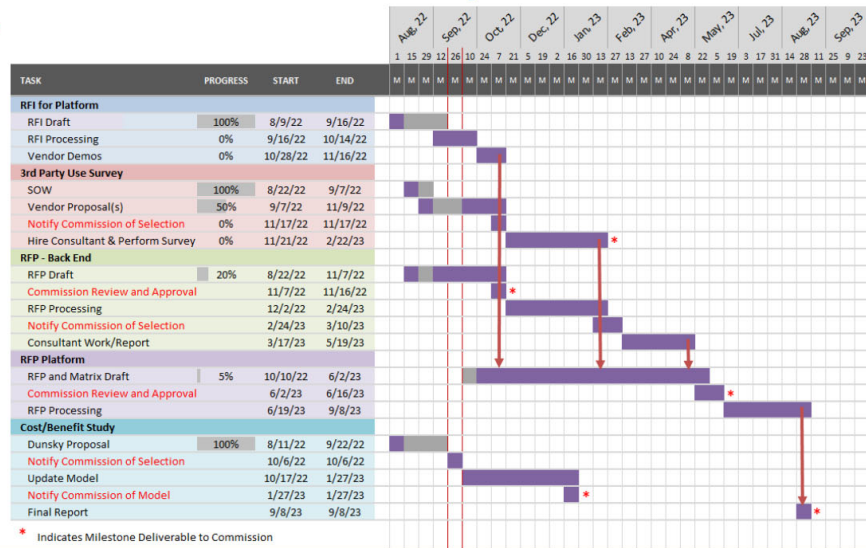 Aug, 22 Sep, 22 Oct, 22 Dec, 22 Jan, 23 Feb, 23 Apr, 23 May, 23 Jul, 23 Aug, 23 Sep, 23
1 15 29 12 26 10 24 7 21 5 19 2 16 30 13 27 13 27 10 24 8 22 5 19 3 17 31 14 28 11 25 9 23
TASK PROGRESS START END M M M M M M M M M M M M M M M M M M M M M M M M M M M M M M M M M
RFI for Platform
RFI Draft 100% 8/9/22 9/16/22
RFI Processing 0% 9/16/22 10/14/22
Vendor Demos 0% 10/28/22 11/16/22
3rd Party Use Survey
SOW 100% 8/22/22 9/7/22
Vendor Proposal(s) 50% 9/7/22 11/9/22
Notify Commission of Selection 0% 11/17/22 11/17/22
Hire Consultant & Perform Survey 0% 11/21/22 2/22/23 *
RFP - Back End
RFP Draft 20% 8/22/22 11/7/22
Commission Review and Approval 11/7/22 11/16/22 *
RFP Processing 12/2/22 2/24/23
Notify Commission of Selection 2/24/23 3/10/23
Consultant Work/Report 3/17/23 5/19/23
RFP Platform
RFP and Matrix Draft 5% 10/10/22 6/2/23
Commission Review and Approval 6/2/23 6/16/23 *
RFP Processing 6/19/23 9/8/23
Cost/Benefit Study
Dunsky Proposal 100% 8/11/22 9/22/22
Notify Commission of Selection 10/6/22 10/6/22
Update Model 10/17/22 1/27/23
Notify Commission of Model 1/27/23 1/27/23 *
Final Report 9/8/23 9/8/23 *
* Indicates Milestone Deliverable to Commission